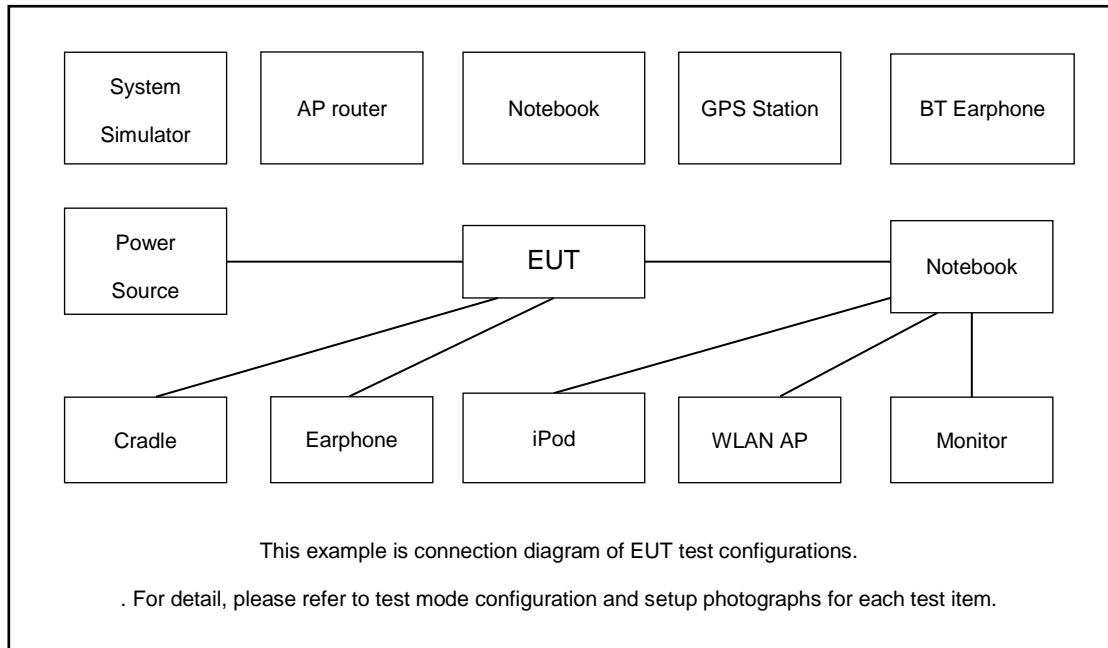 System
Simulator
AP router
Notebook
GPS Station
BT Earphone
Power
Source
EUT
Notebook
Cradle
Earphone
iPod
WLAN AP
Monitor
This example is connection diagram of EUT test configurations.
. For detail, please refer to test mode configuration and setup photographs for each test item.